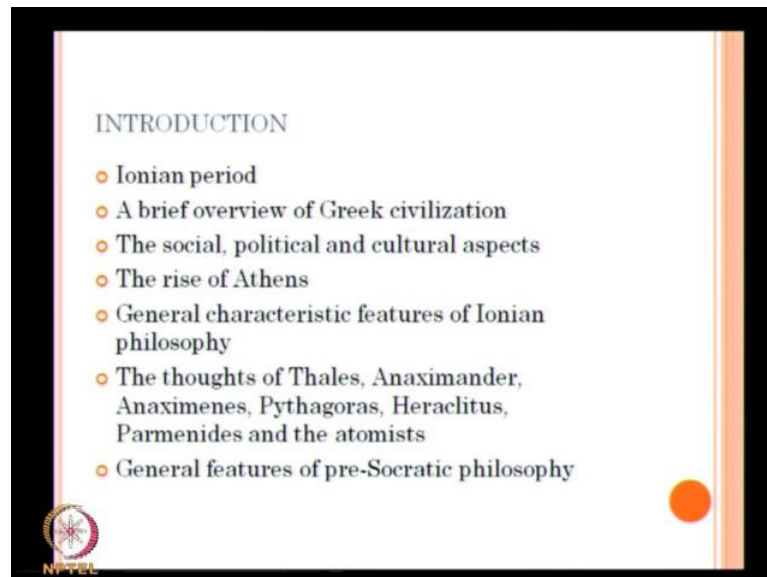 INTRODUCTION
Ionian period
A brief overview of Greek civilization
The social, political and cultural aspects
The rise of Athens
General characteristic features of Ionian
philosophy
The thoughts of Thales, Anaximander,
Anaximenes, Pythagoras, Heraclitus,
Parmenides and the atomists
General features of pre-Socratic philosophy
NPTEL